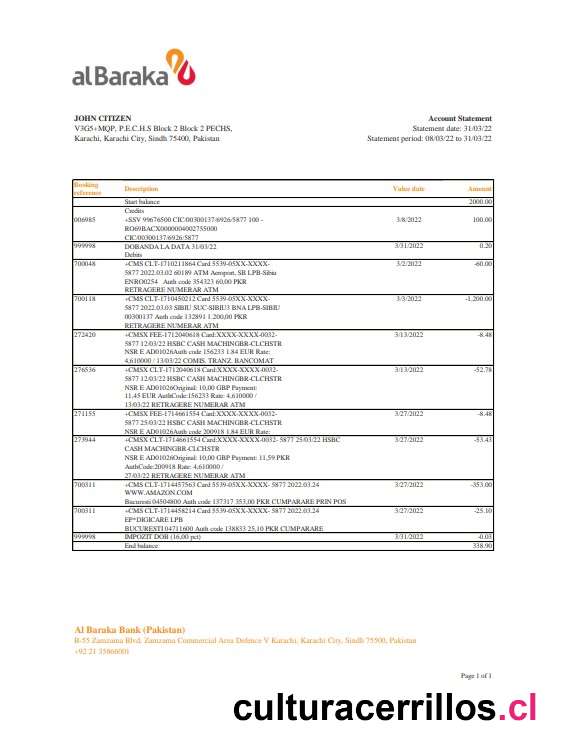 al Baraka
JOHN CITIZEN
V3G5+MQP, P.E.C.H.S Block 2 Block 2 PECHS,
Karachi, Karachi City, Sindh 75400, Pakistan
Account Statement
Statement date: 31/03/22
Statement period: 08/03/22 to 31/03/22
Booking reference Description Value date Amount
Start balance 2000.00
Credits
006985 +SSV 99676500 CIC/00300137/6926/5877 100 - 3/8/2022 100.00
RO69BACX0000004002755000
CIC/00300137/6926/5877
999998 DOBANDA LA DATA 31/03/22 3/31/2022 0.20
Debits
700048 +CMS CLT-1710211864 Card 5539-05XX-XXXX- 3/2/2022 -60.00
5877 2022.03.02 60189 ATM Aeroport, SB LPB-Sibiu
ENRO0254 Auth code 354323 60,00 PKR
RETRAGERE NUMERAR ATM
700118 +CMS CLT-1710450212 Card 5539-05XX-XXXX- 3/3/2022 -1.200.00
5877 2022.03.03 SIBIU SUC-SIBIU3 BNA LPB-SIBIU
00300137 Auth code 132891 1.200,00 PKR
RETRAGERE NUMERAR ATM
272420 +CMSX FEE-1712040618 Card:XXXX-XXXX-0032- 3/13/2022 -8.48
5877 12/03/22 HSBC CASH MACHINGBR-CLCHSTR
NSR E AD01026Auth code 156233 1.84 EUR Rate:
4,610000 / 13/03/22 COMIS. TRANZ. BANCOMAT
276536 +CMSX CLT-1712040618 Card:XXXX-XXXX-0032- 3/13/2022 -52.78
5877 12/03/22 HSBC CASH MACHINGBR-CLCHSTR
NSR E AD01026Original: 10,00 GBP Payment:
11,45 EUR AuthCode:156233 Rate: 4,610000 /
13/03/22 RETRAGERE NUMERAR ATM
271155 +CMSX FEE-1714661554 Card:XXXX-XXXX-0032- 3/27/2022 -8.48
5877 25/03/22 HSBC CASH MACHINGBR-CLCHSTR
NSR E AD01026Auth code 200918 1.84 EUR Rate:
273944 +CMSX CLT-1714661554 Card:XXXX-XXXX-0032- 5877 25/03/22 HSBC 3/27/2022 -53.43
CASH MACHINGBR-CLCHSTR
NSR E AD01026Original: 10,00 GBP Payment: 11,59 PKR
AuthCode:200918 Rate: 4,610000 /
27/03/22 RETRAGERE NUMERAR ATM
700311 +CMS CLT-1714457563 Card 5539-05XX-XXXX- 5877 2022.03.24 3/27/2022 -353.00
WWW.AMAZON.COM
Bucuresti 04504800 Auth code 137317 353,00 PKR CUMPARARE PRIN POS
700311 +CMS CLT-1714458214 Card 5539-05XX-XXXX- 5877 2022.03.24 3/27/2022 -25.10
EP*DIGICARE LPB
BUCURESTI 04711600 Auth code 138833 25,10 PKR CUMPARARE
999998 IMPOZIT DOB (16,00 pct) 3/31/2022 -0.03
End balance: 338.90
Al Baraka Bank (Pakistan)
B-55 Zamzama Blvd, Zamzama Commercial Area Defence V Karachi, Karachi City, Sindh 75500, Pakistan
+92 21 35866001
Page 1 of 1
culturacerrillos.cl